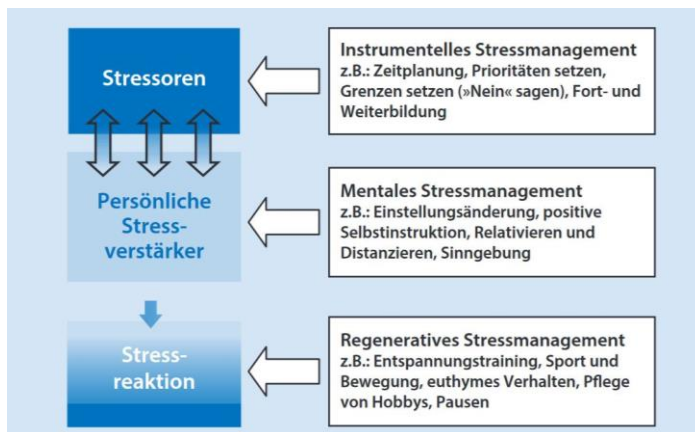 Stressoren
Instrumentelles Stressmanagement
z.B.: Zeitplanung, Prioritäten setzen,
Grenzen setzen (»Nein« sagen), Fort- und
Weiterbildung
Persönliche
Stress-
verstärker
Mentales Stressmanagement
z.B.: Einstellungsänderung, positive
Selbstinstruktion, Relativieren und
Distanzieren, Sinngebung
Stress-
reaktion
Regeneratives Stressmanagement
z.B.: Entspannungstraining, Sport und
Bewegung, euthymes Verhalten, Pflege
von Hobbys, Pausen